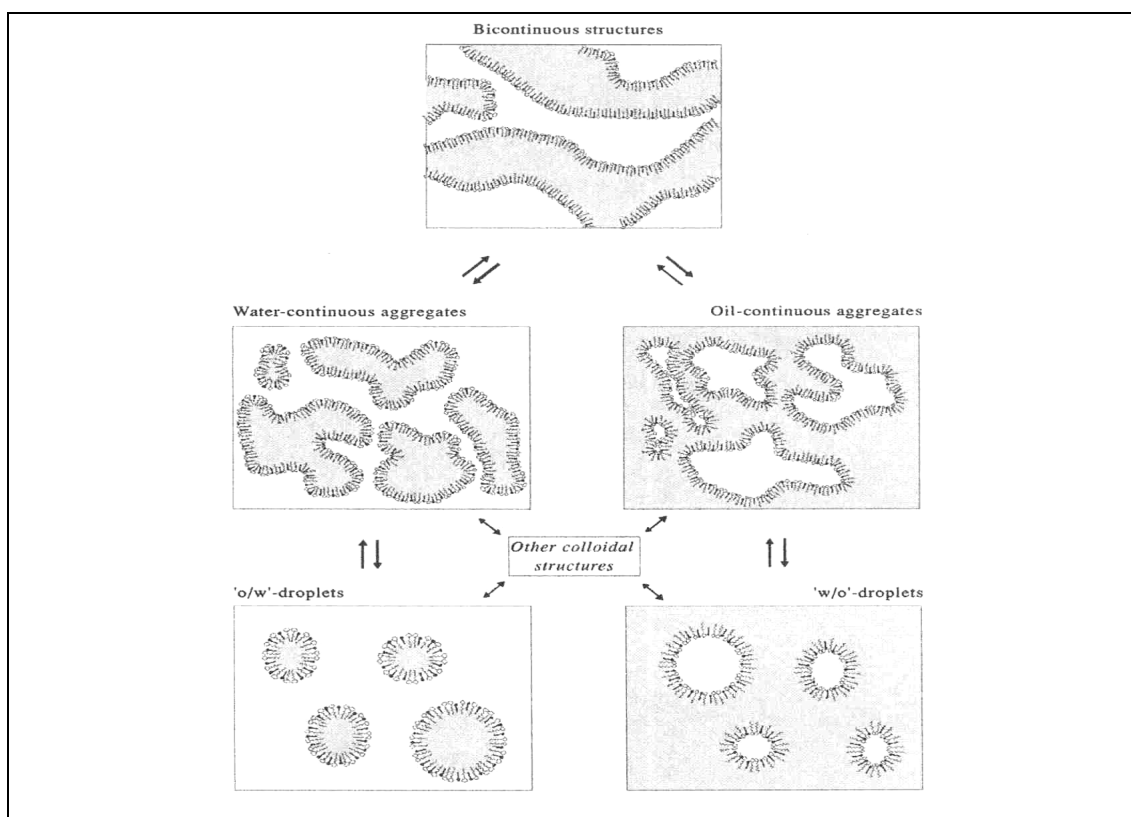 Bicontinuous structures
Water-continuous aggregates
Oil-continuous aggregates
Other colloidal
structures
'o/w'-droplets
'w/o'-droplets